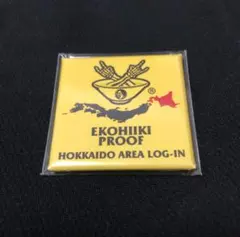 ®
EKOHIIKI
PROOF
HOKKAIDO AREA LOG-IN